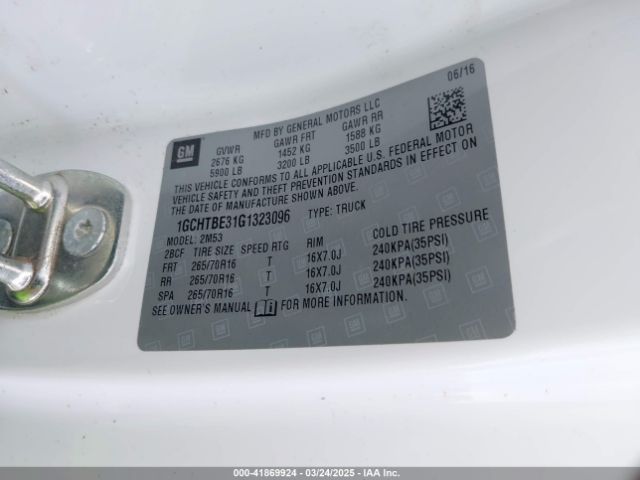 06/16
GM
MFD BY GENERAL MOTORS LLC
GVWR GAWR FRT GAWR RR
2676 KG 1452 KG 1588 KG
5900 LB 3200 LB 3500 LB
THIS VEHICLE CONFORMS TO ALL APPLICABLE U.S. FEDERAL MOTOR
VEHICLE SAFETY AND THEFT PREVENTION STANDARDS IN EFFECT ON
THE DATE OF MANUFACTURE SHOWN ABOVE.
1GCHTBE31G1323096 TYPE: TRUCK
MODEL: 2M53
2BCF TIRE SIZE SPEED RTG RIM COLD TIRE PRESSURE
FRT 265/70R16 T 16X7.0J 240KPA(35PSI)
RR 265/70R16 T 16X7.0J 240KPA(35PSI)
SPA 265/70R16 T 16X7.0J 240KPA(35PSI)
SEE OWNER'S MANUAL FOR MORE INFORMATION.
000-41869924 - 03/24/2025 - IAA Inc.